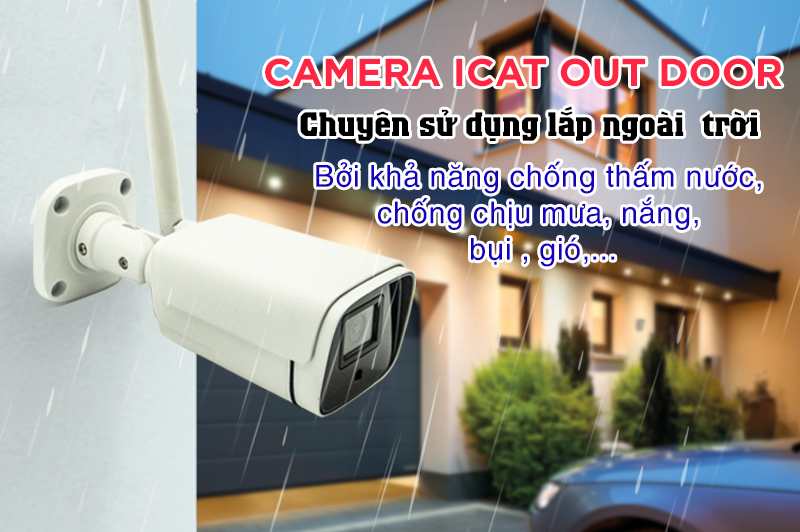 CAMERA ICAT OUT DOOR
Chuyên sử dụng lắp ngoài trời
Bởi khả năng chống thấm nước,
chống chịu mưa, nắng,
bụi , gió,...